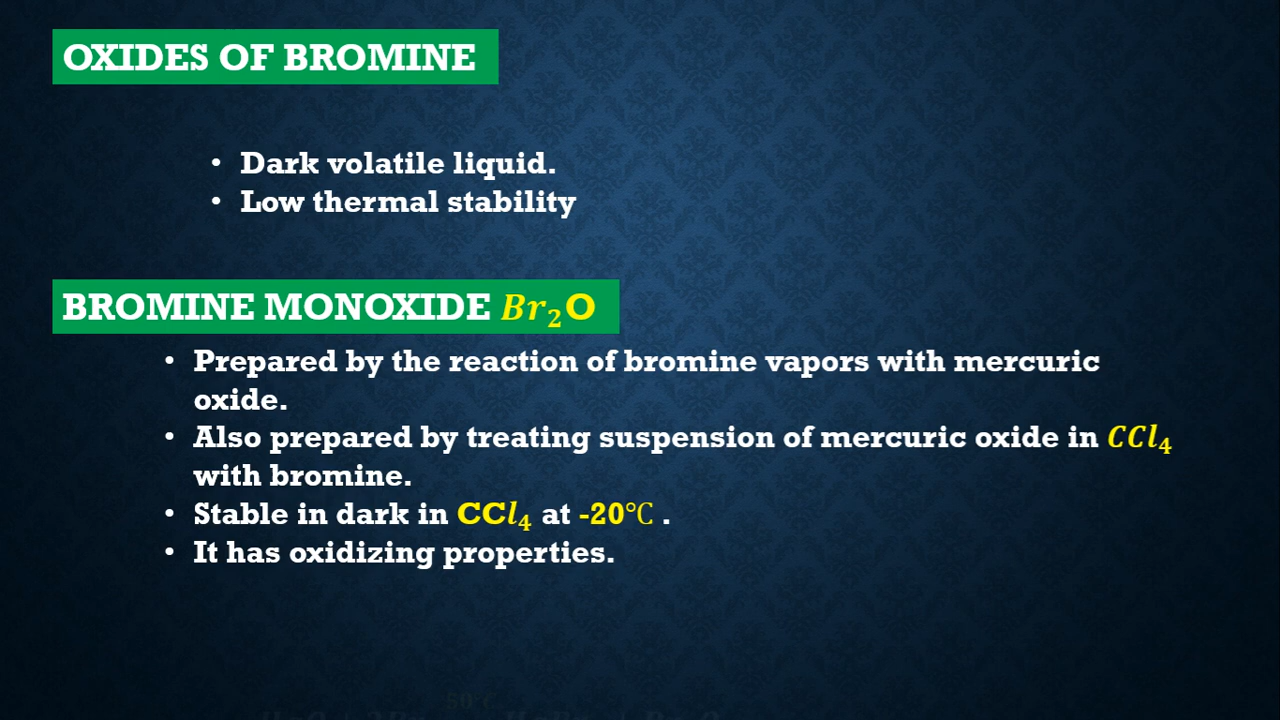 OXIDES OF BROMINE
• Dark volatile liquid.
• Low thermal stability
BROMINE MONOXIDE Br₂O
• Prepared by the reaction of bromine vapors with mercuric
oxide.
• Also prepared by treating suspension of mercuric oxide in CCl₄
with bromine.
• Stable in dark in CCl₄ at -20°C .
• It has oxidizing properties.
50°C